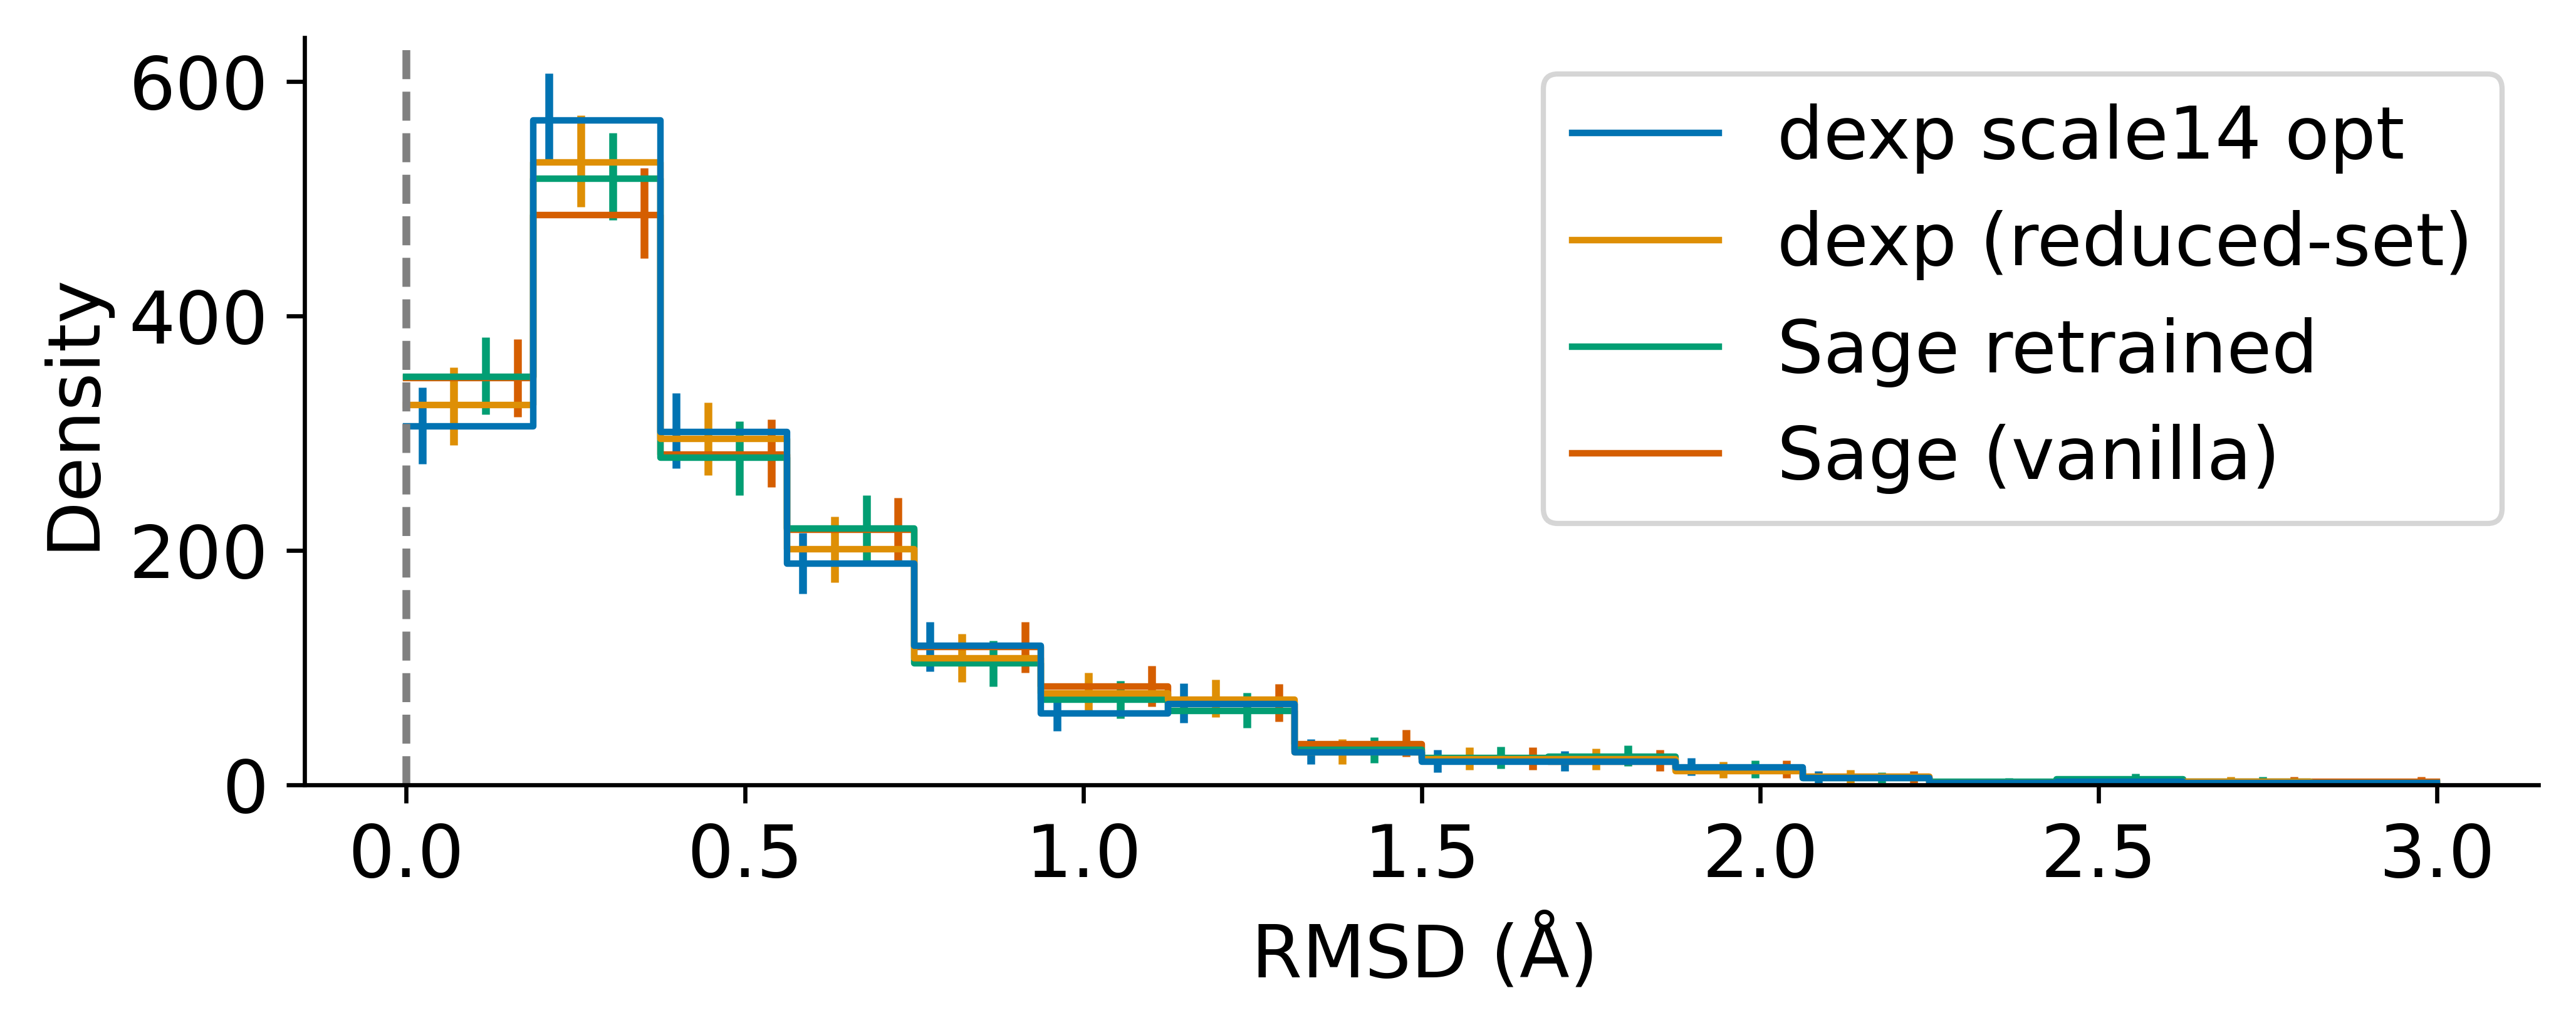 600
400
200
0
Density
dexp scale14 opt
dexp (reduced-set)
Sage retrained
Sage (vanilla)
0.0 0.5 1.0 1.5 2.0 2.5 3.0
RMSD (Å)